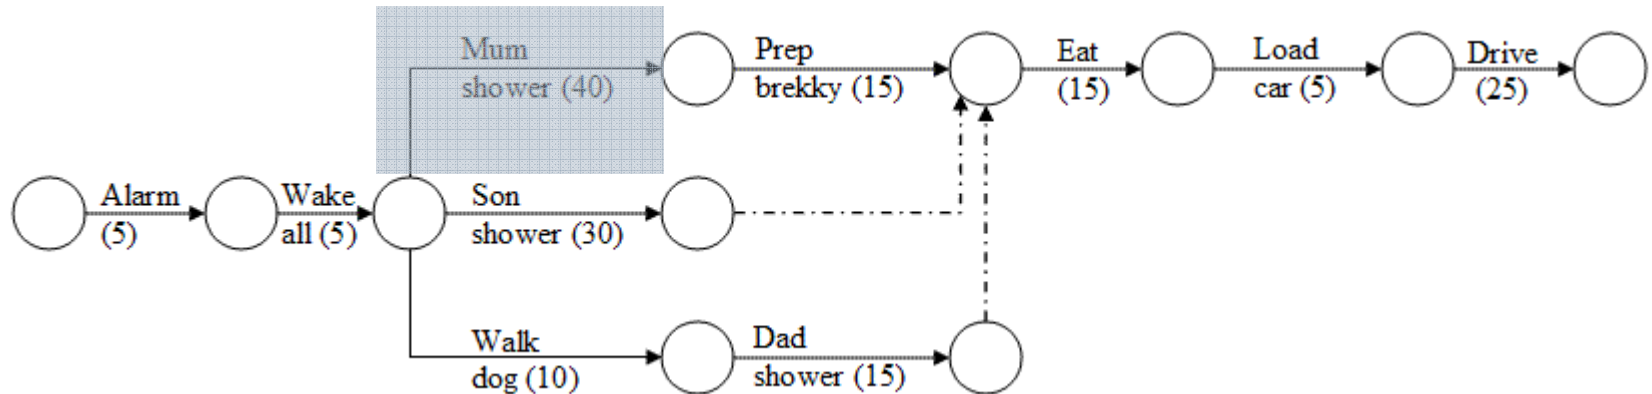 Mum
shower (40)
Prep
brekky (15)
Eat
(15)
Load
car (5)
Drive
(25)
Alarm
(5)
Wake
all (5)
Son
shower (30)
Walk
dog (10)
Dad
shower (15)